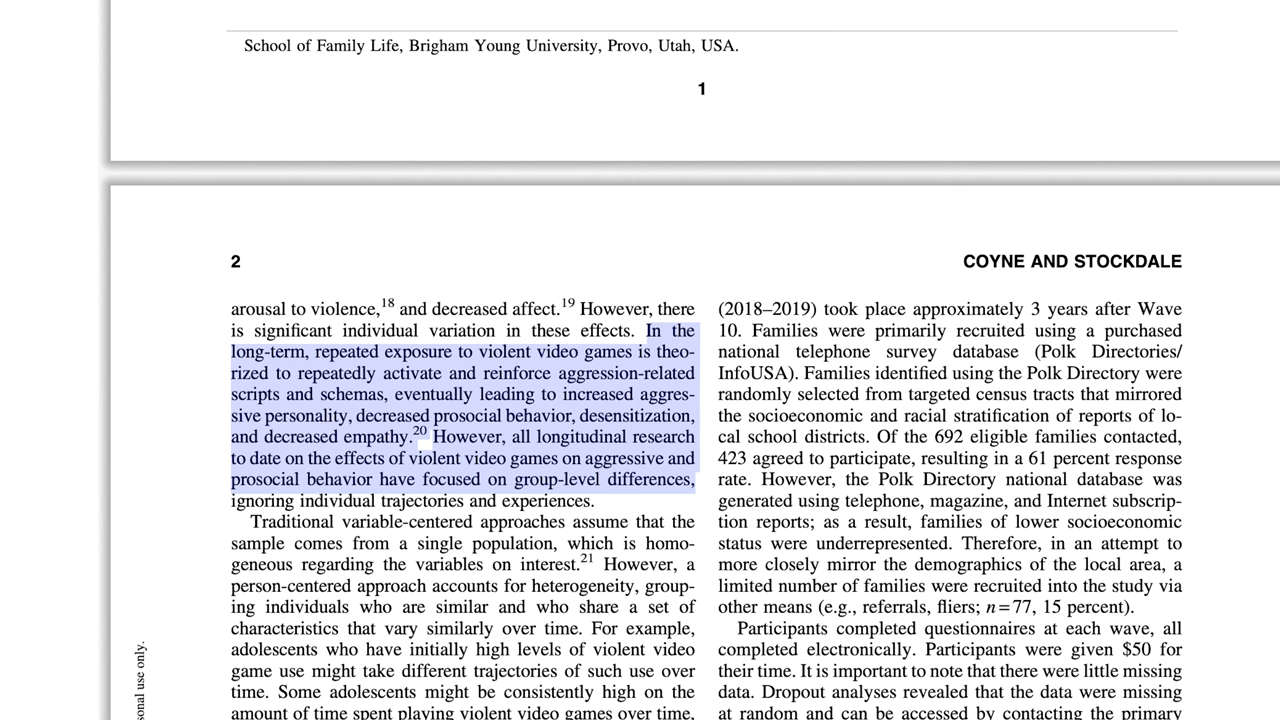 School of Family Life, Brigham Young University, Provo, Utah, USA.
1
2
COYNE AND STOCKDALE
arousal to violence,18 and decreased affect.19 However, there
is significant individual variation in these effects. In the
long-term, repeated exposure to violent video games is theo-
rized to repeatedly activate and reinforce aggression-related
scripts and schemas, eventually leading to increased aggres-
sive personality, decreased prosocial behavior, desensitization,
and decreased empathy.20 However, all longitudinal research
to date on the effects of violent video games on aggressive and
prosocial behavior have focused on group-level differences,
ignoring individual trajectories and experiences.
Traditional variable-centered approaches assume that the
sample comes from a single population, which is homo-
geneous regarding the variables on interest.21 However, a
person-centered approach accounts for heterogeneity, group-
ing individuals who are similar and who share a set of
characteristics that vary similarly over time. For example,
adolescents who have initially high levels of violent video
game use might take different trajectories of such use over
time. Some adolescents might be consistently high on the
amount of time spent playing violent video games over time,
(2018–2019) took place approximately 3 years after Wave
10. Families were primarily recruited using a purchased
national telephone survey database (Polk Directories/
InfoUSA). Families identified using the Polk Directory were
randomly selected from targeted census tracts that mirrored
the socioeconomic and racial stratification of reports of lo-
cal school districts. Of the 692 eligible families contacted,
423 agreed to participate, resulting in a 61 percent response
rate. However, the Polk Directory national database was
generated using telephone, magazine, and Internet subscrip-
tion reports; as a result, families of lower socioeconomic
status were underrepresented. Therefore, in an attempt to
more closely mirror the demographics of the local area, a
limited number of families were recruited into the study via
other means (e.g., referrals, fliers; n=77, 15 percent).
Participants completed questionnaires at each wave, all
completed electronically. Participants were given $50 for
their time. It is important to note that there were little missing
data. Dropout analyses revealed that the data were missing
at random and can be accessed by contacting the primary
sonal use only.